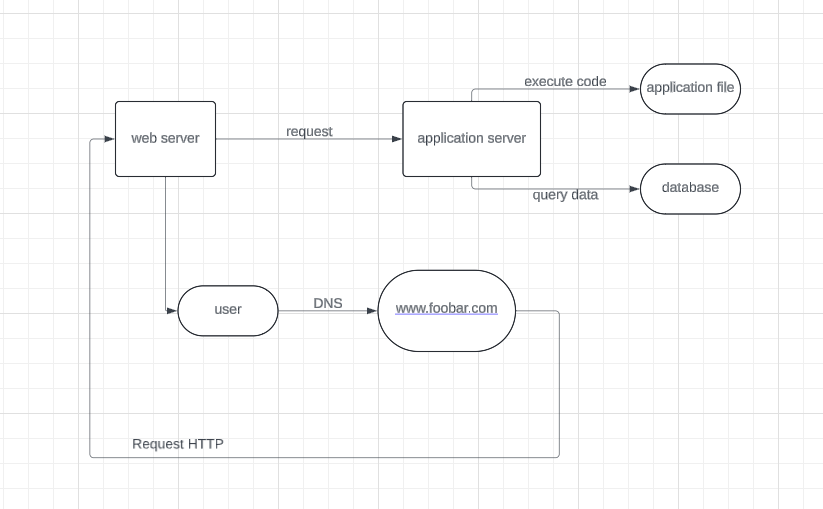 execute code
application file
web server
request
application server
database
query data
user
DNS
www.foobar.com
Request HTTP